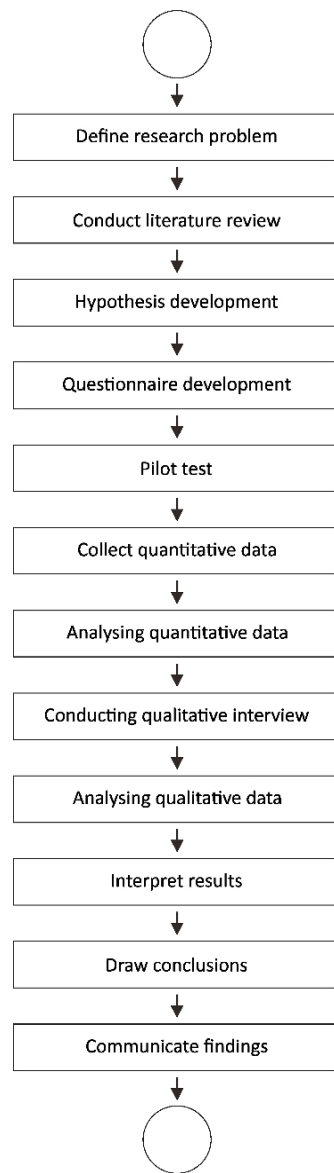 Define research problem
Conduct literature review
Hypothesis development
Questionnaire development
Pilot test
Collect quantitative data
Analysing quantitative data
Conducting qualitative interview
Analysing qualitative data
Interpret results
Draw conclusions
Communicate findings